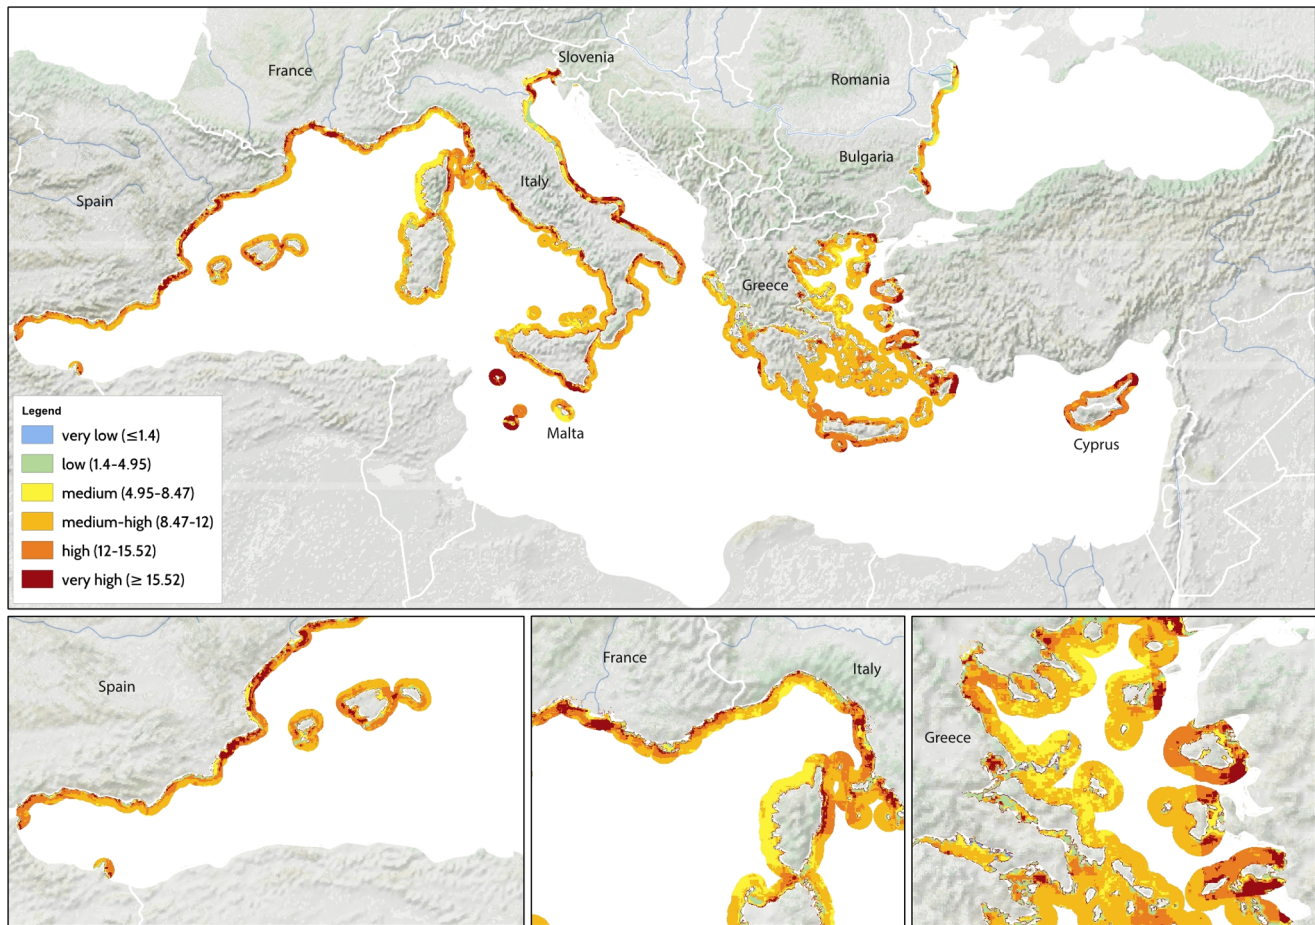 Slovenia
France
Romania
Bulgaria
Italy
Spain
Greece
Legend
very low (≤1.4)
low (1.4-4.95)
medium (4.95-8.47)
medium-high (8.47-12)
high (12-15.52)
very high (≥ 15.52)
Malta
Cyprus
Spain
France
Italy
Greece